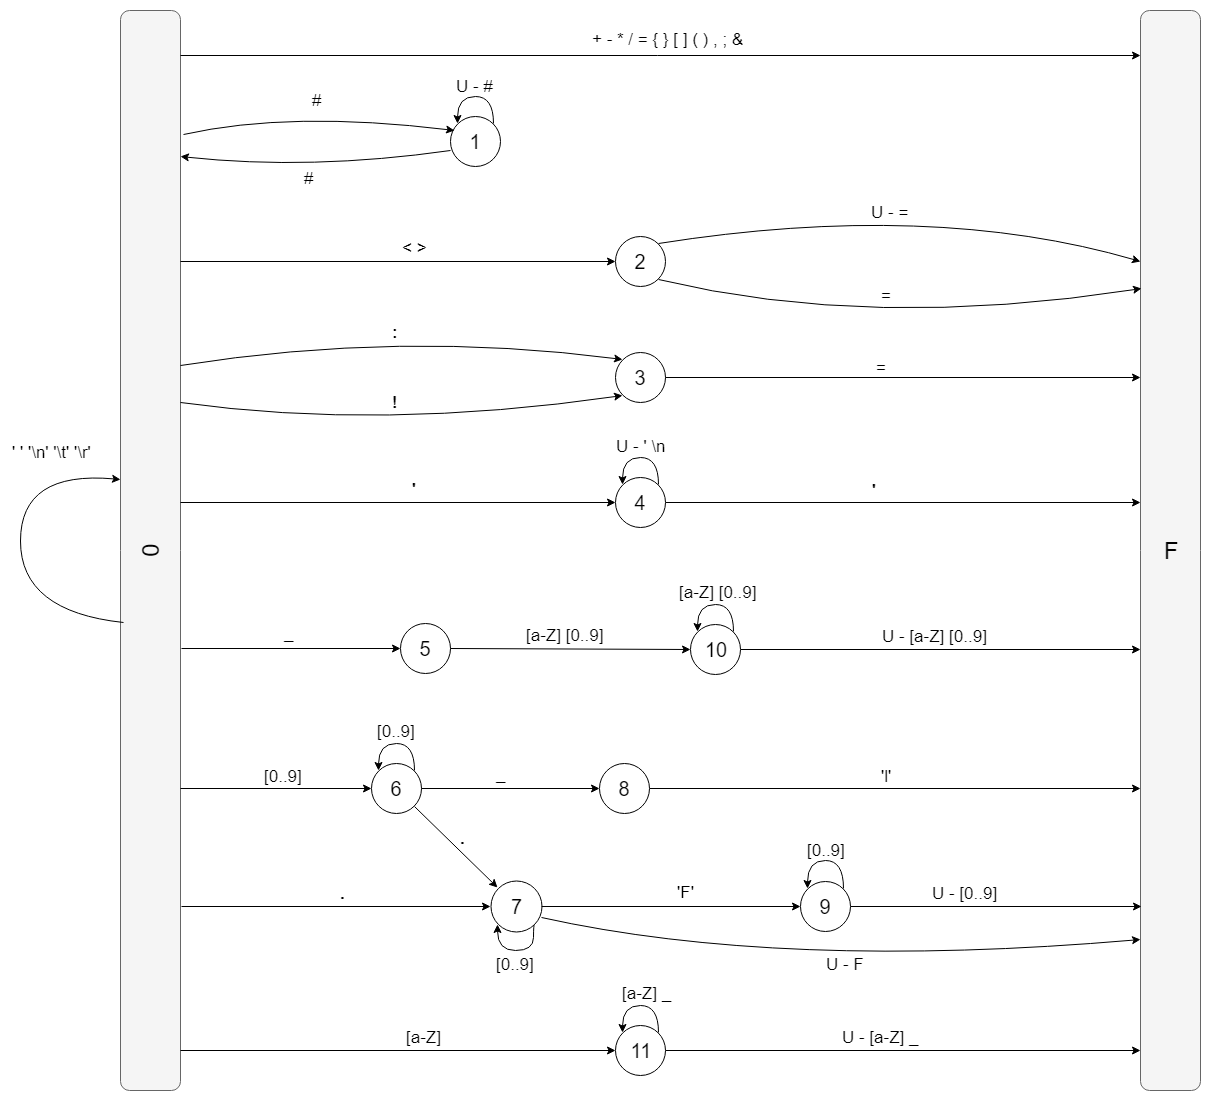 + - * / = { } [ ] ( ) , ; &
U - #
#
1
#
U - =
< >
2
=
:
3
=
!
' ' '\n' '\t' '\r'
U - ' \n
'
4
'
0
F
[a-Z] [0..9]
_
5
[a-Z] [0..9]
10
U - [a-Z] [0..9]
[0..9]
[0..9]
6
_
8
'l'
.
[0..9]
.
7
'F'
9
U - [0..9]
[0..9]
U - F
[a-Z] _
[a-Z]
11
U - [a-Z] _